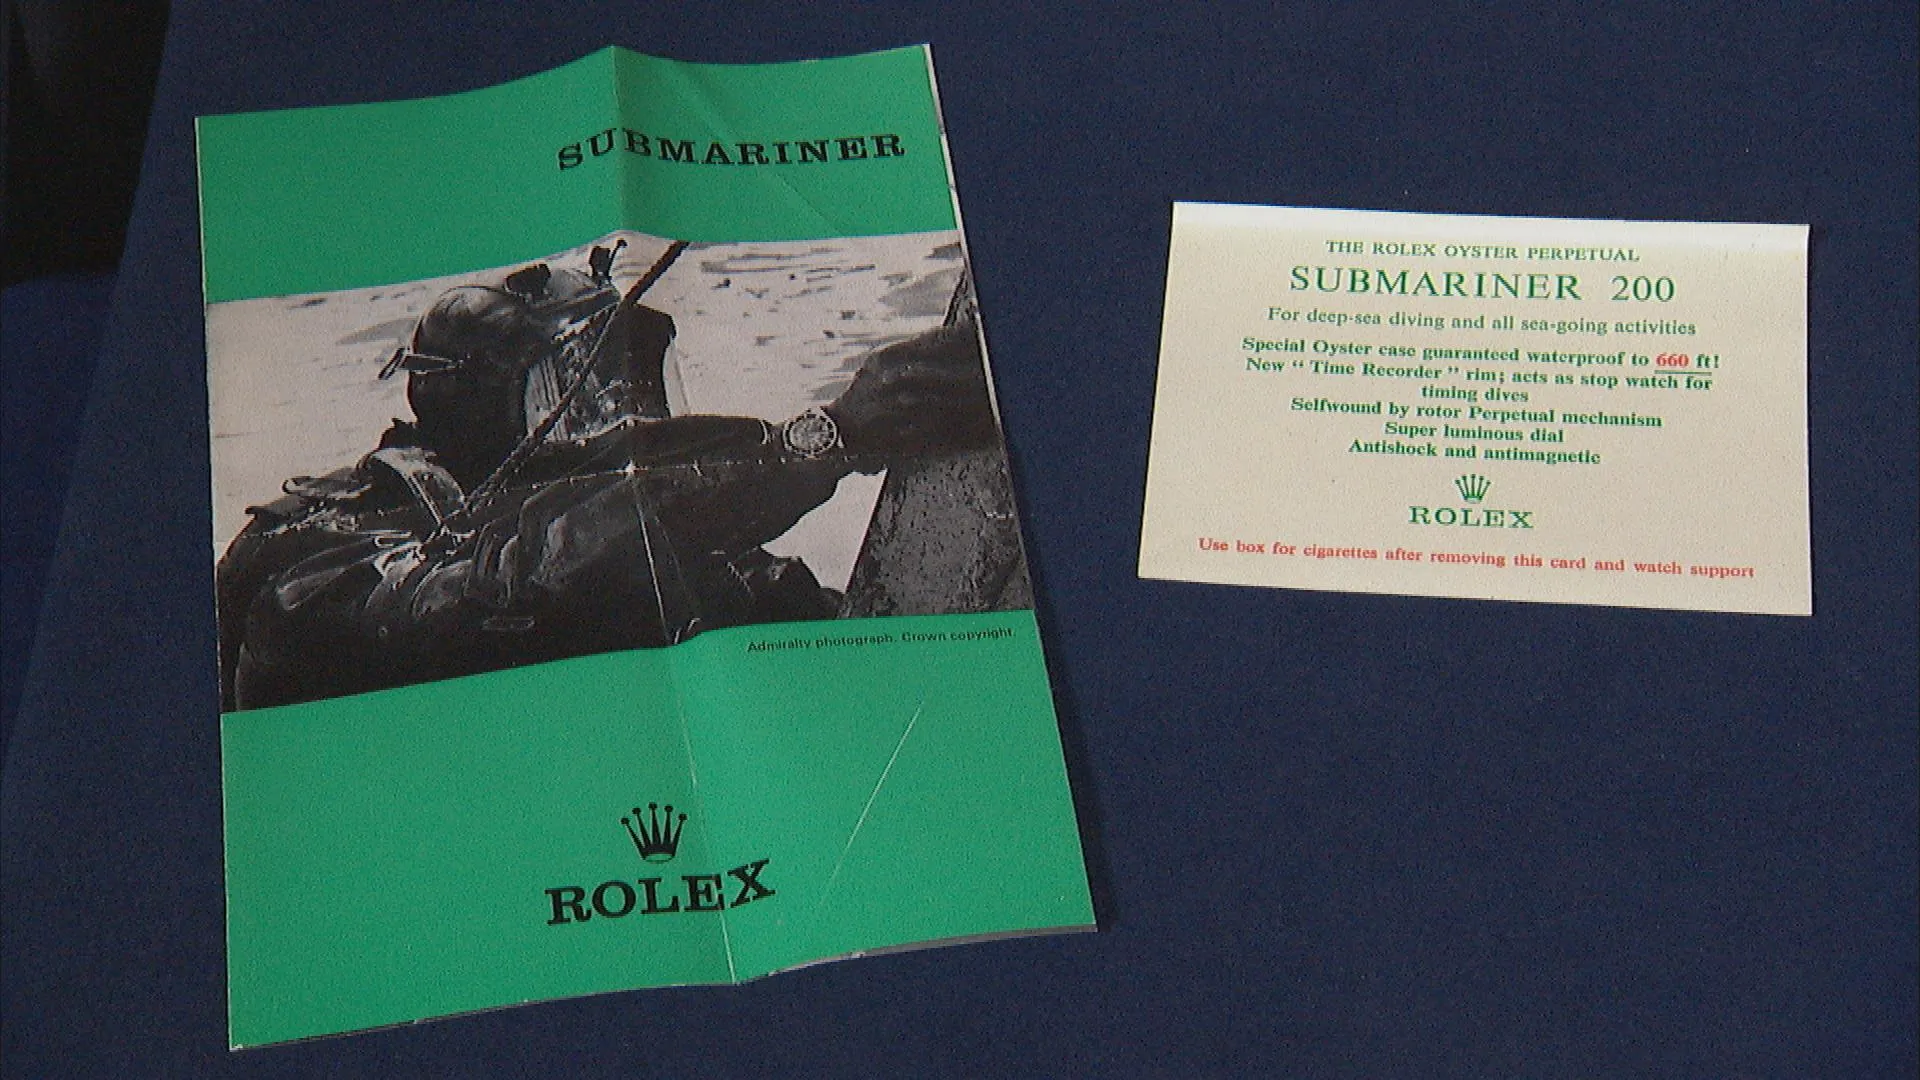 SUBMARINER
Admiralty photograph. Crown copyright.
ROLEX
THE ROLEX OYSTER PERPETUAL
SUBMARINER 200
For deep-sea diving and all sea-going activities
Special Oyster case guaranteed waterproof to 660 ft!
New “ Time Recorder ” rim; acts as stop watch for
timing dives
Selfwound by rotor Perpetual mechanism
Super luminous dial
Antishock and antimagnetic
ROLEX
Use box for cigarettes after removing this card and watch support